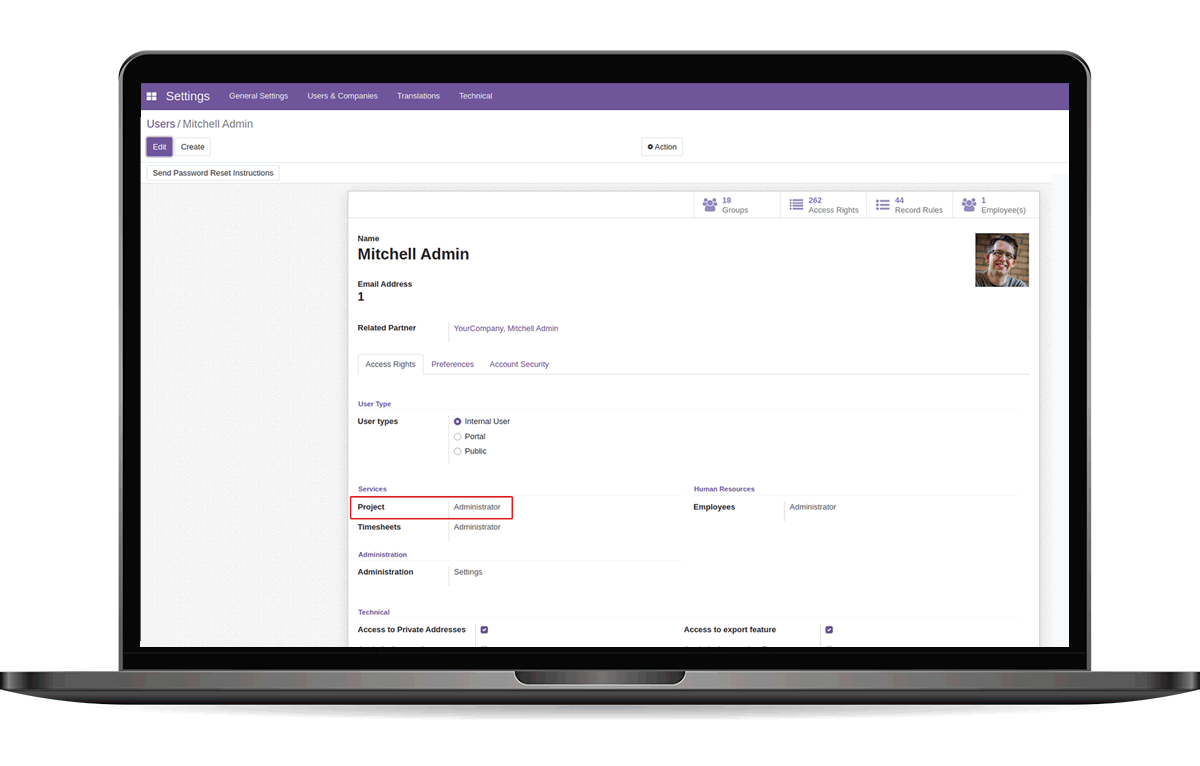 Settings General Settings Users & Companies Translations Technical
Users / Mitchell Admin
Edit Create Action
Send Password Reset Instructions
18 262 44 1
Groups Access Rights Record Rules Employee(s)
Name
Mitchell Admin
Email Address
1
Related Partner YourCompany, Mitchell Admin
Access Rights Preferences Account Security
User Type
User types Internal User
Portal
Public
Services Human Resources
Project Administrator Employees Administrator
Timesheets Administrator
Administration
Administration Settings
Technical
Access to Private Addresses Access to export feature